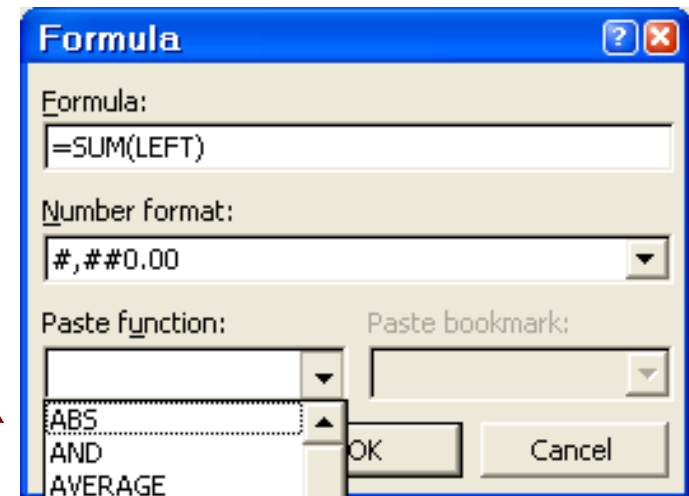 Formula
Formula:
=SUM(LEFT)
Number format:
#,##0.00
Paste function: Paste bookmark:
ABS
AND
AVERAGE
OK Cancel